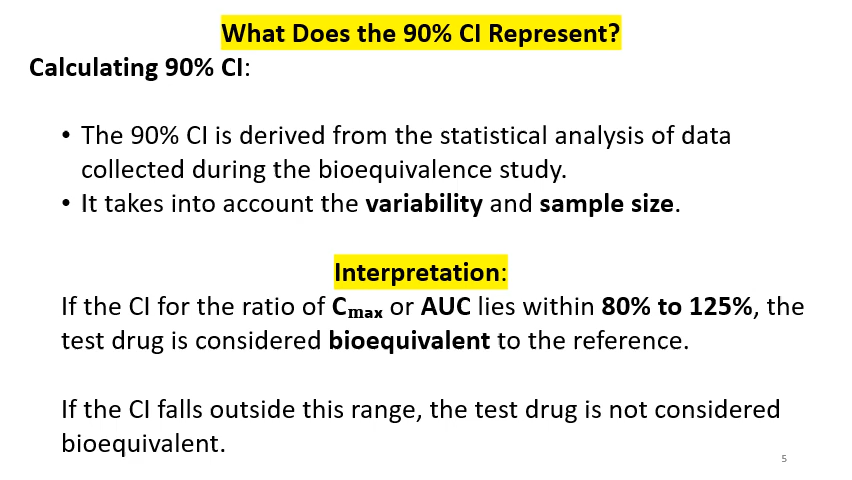 What Does the 90% CI Represent?
Calculating 90% CI:
• The 90% CI is derived from the statistical analysis of data
collected during the bioequivalence study.
• It takes into account the variability and sample size.
Interpretation:
If the CI for the ratio of Cₘₐₓ or AUC lies within 80% to 125%, the
test drug is considered bioequivalent to the reference.
If the CI falls outside this range, the test drug is not considered
bioequivalent.
5